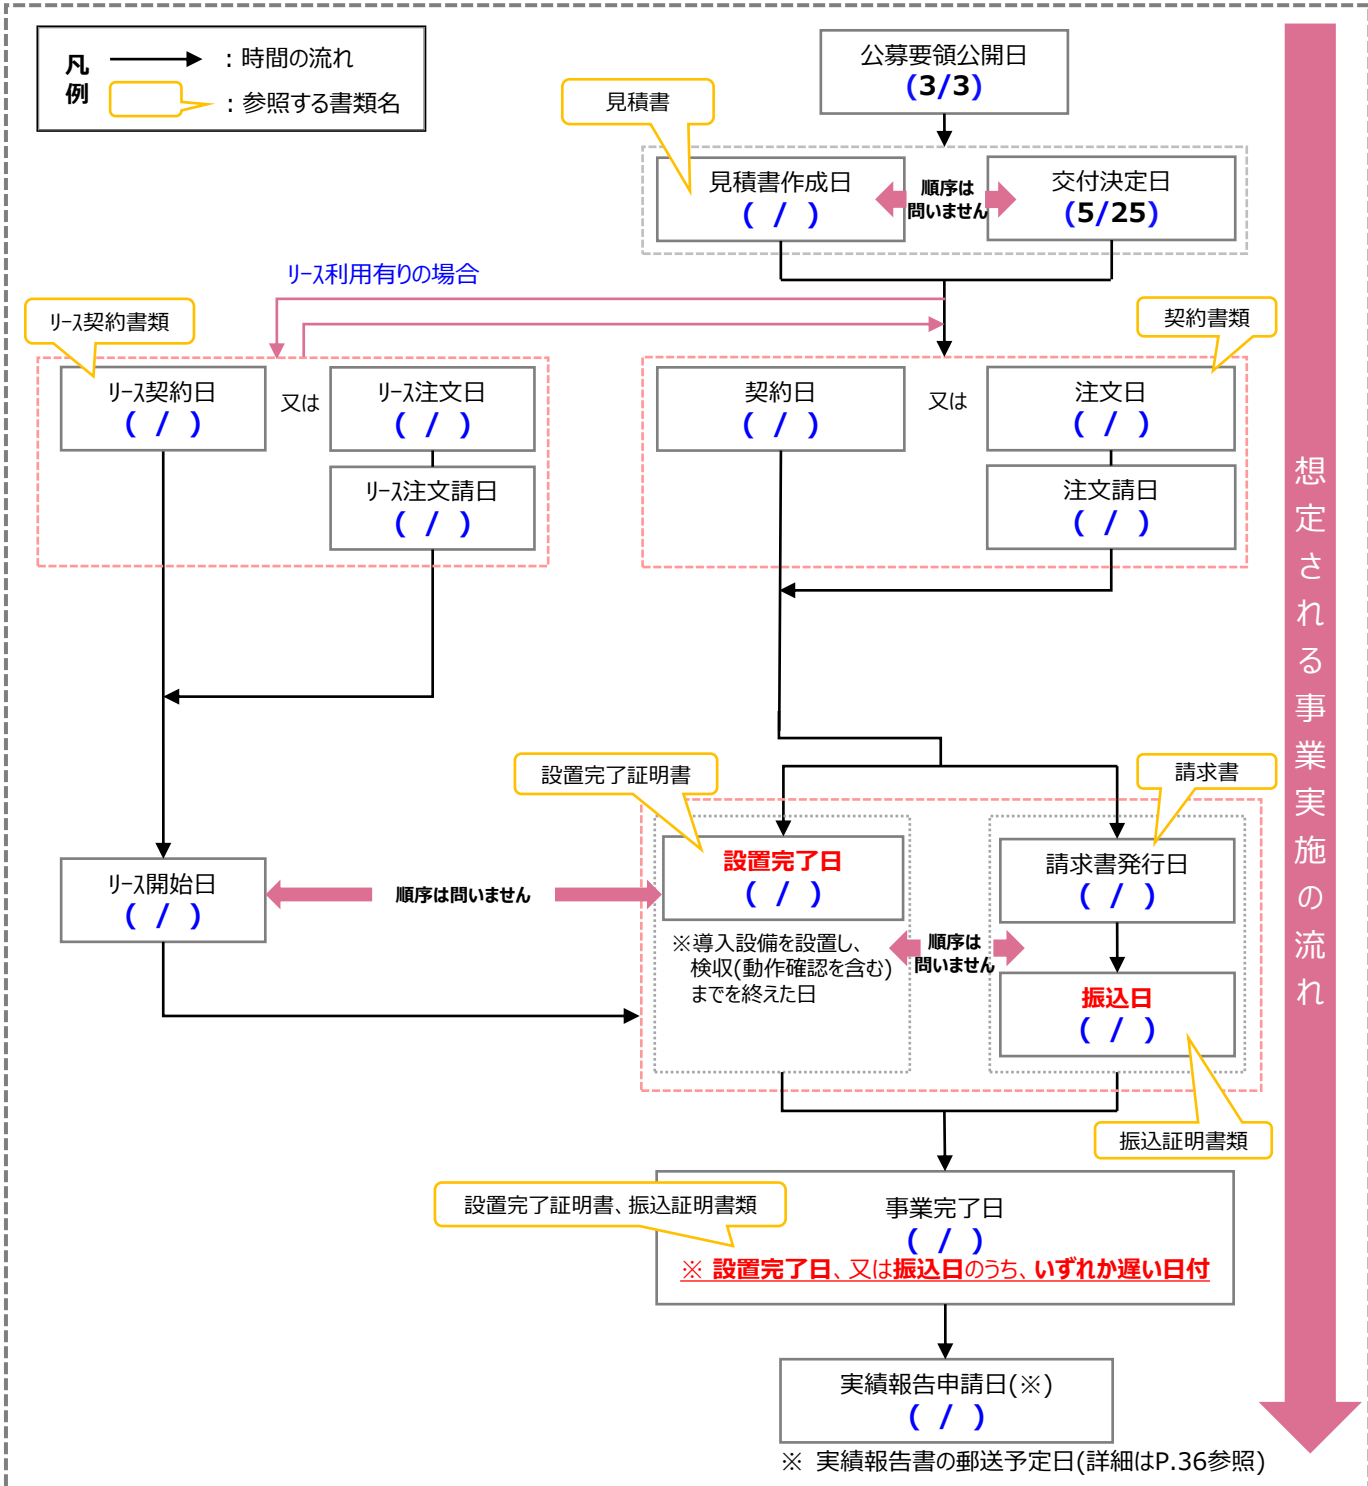 凡例
：時間の流れ
：参照する書類名
公募要領公開日
(3/3)
見積書
見積書作成日
( / )
順序は
問いません
交付決定日
(5/25)
ﾘｰｽ利用有りの場合
ﾘｰｽ契約書類
契約書類
ﾘｰｽ契約日
( / )
又は
ﾘｰｽ注文日
( / )
ﾘｰｽ注文請日
( / )
契約日
( / )
又は
注文日
( / )
注文請日
( / )
想定される事業実施の流れ
設置完了証明書
請求書
ﾘｰｽ開始日
( / )
順序は問いません
設置完了日
( / )
※導入設備を設置し、
検収(動作確認を含む)
までを終えた日
順序は
問いません
請求書発行日
( / )
振込日
( / )
振込証明書類
設置完了証明書、振込証明書類
事業完了日
( / )
※ 設置完了日、又は振込日のうち、いずれか遅い日付
実績報告申請日(※)
( / )
※ 実績報告書の郵送予定日(詳細はP.36参照)